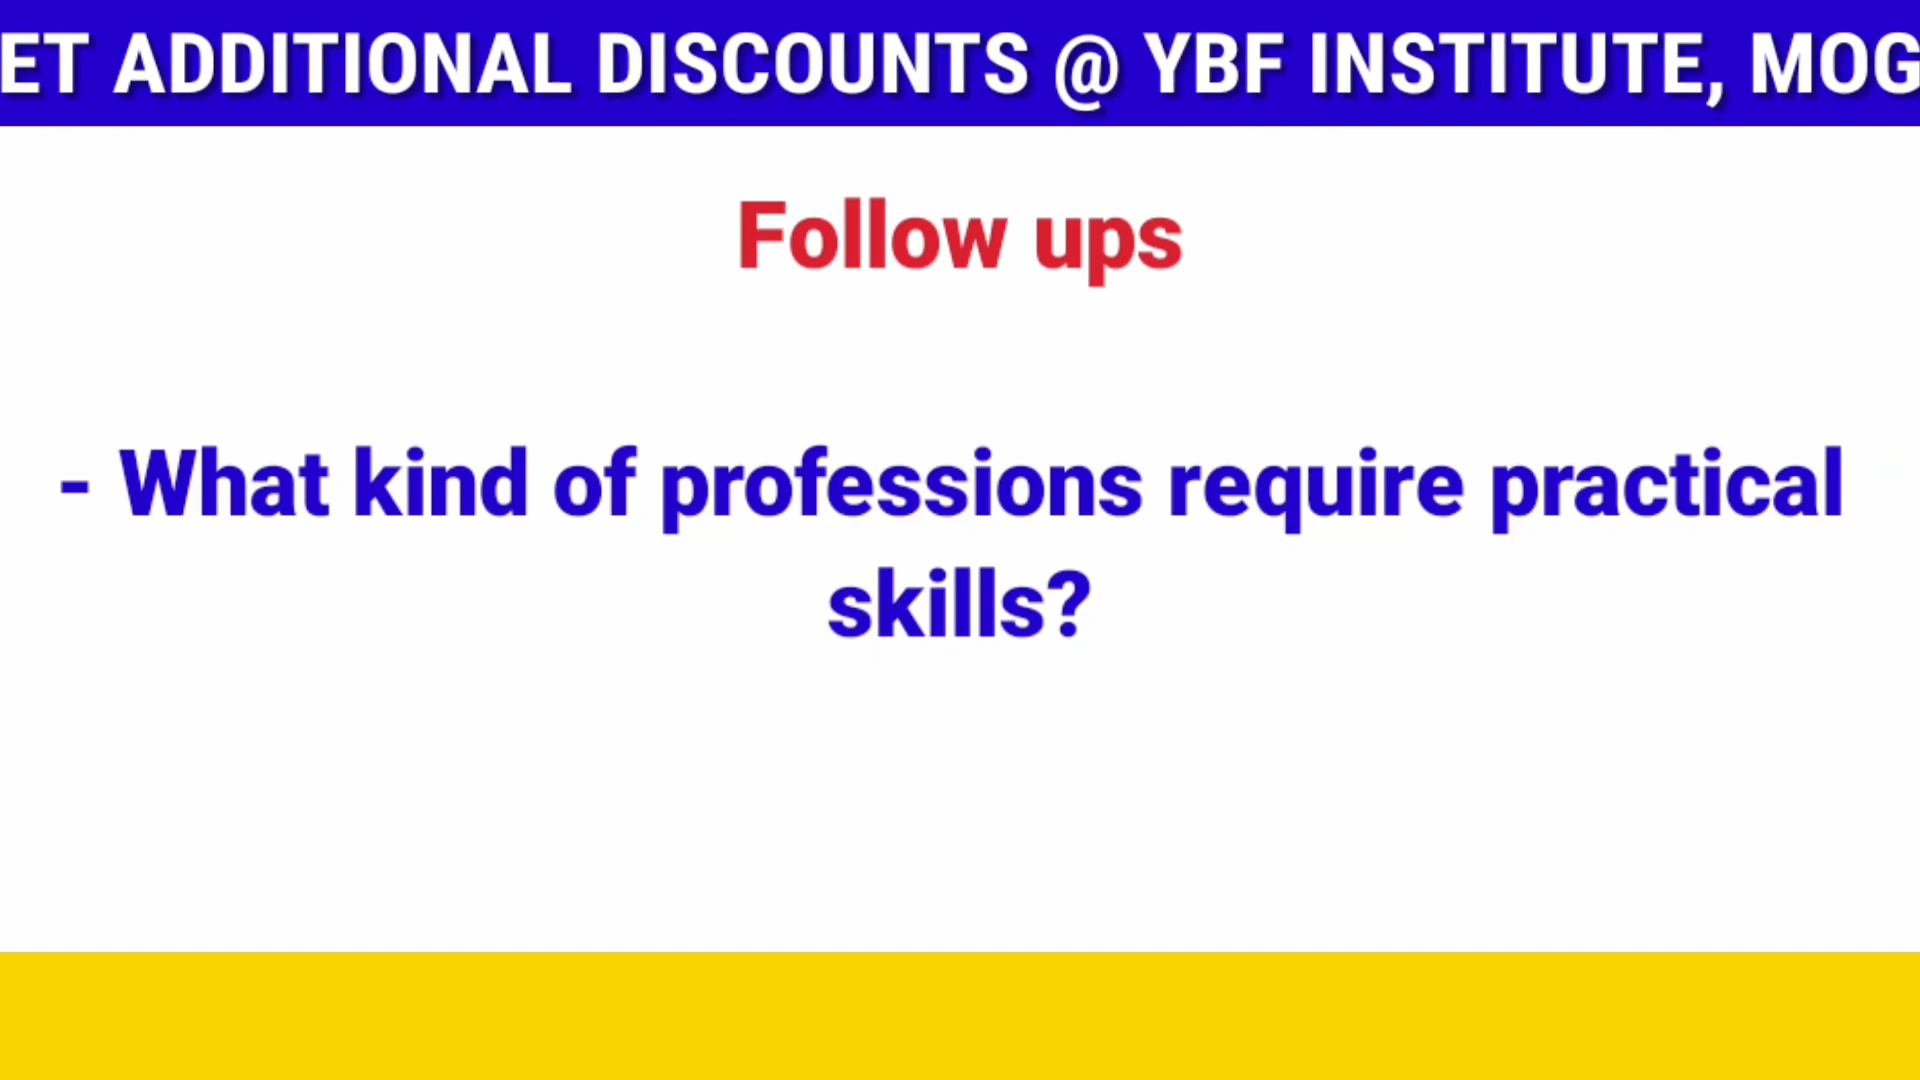 ET ADDITIONAL DISCOUNTS @ YBF INSTITUTE, MOG
Follow ups
- What kind of professions require practical
skills?